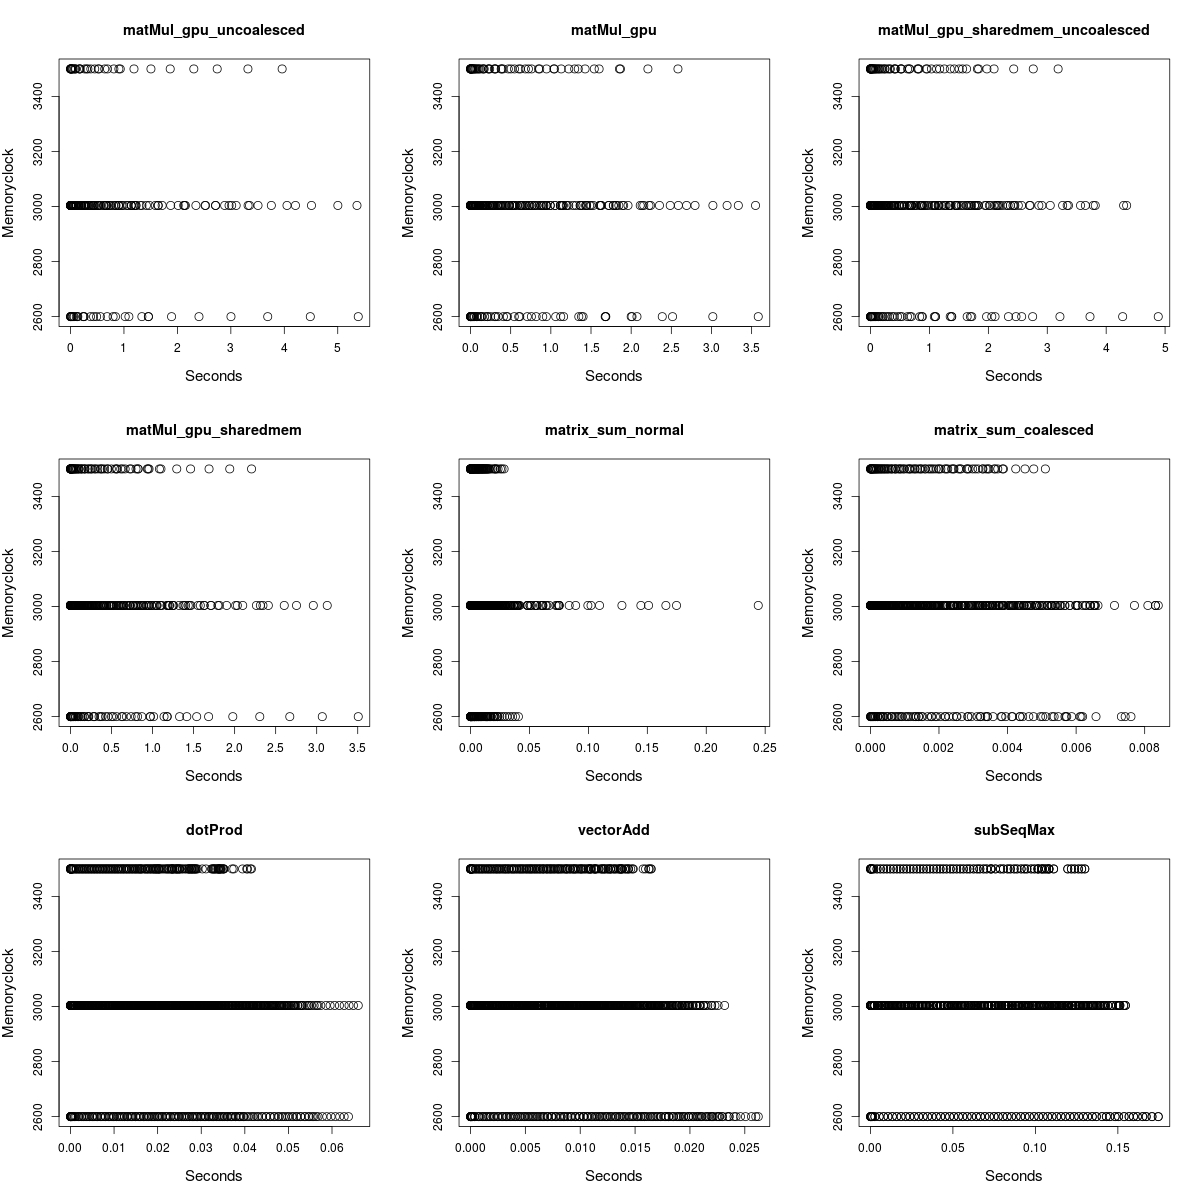 matMul_gpu_uncoalesced
Memoryclock
3400
3200
3000
2800
2600
0 1 2 3 4 5
Seconds
matMul_gpu
Memoryclock
3400
3200
3000
2800
2600
0.0 0.5 1.0 1.5 2.0 2.5 3.0 3.5
Seconds
matMul_gpu_sharedmem_uncoalesced
Memoryclock
3400
3200
3000
2800
2600
0 1 2 3 4 5
Seconds
matMul_gpu_sharedmem
Memoryclock
3400
3200
3000
2800
2600
0.0 0.5 1.0 1.5 2.0 2.5 3.0 3.5
Seconds
matrix_sum_normal
Memoryclock
3400
3200
3000
2800
2600
0.00 0.05 0.10 0.15 0.20 0.25
Seconds
matrix_sum_coalesced
Memoryclock
3400
3200
3000
2800
2600
0.000 0.002 0.004 0.006 0.008
Seconds
dotProd
Memoryclock
3400
3200
3000
2800
2600
0.00 0.01 0.02 0.03 0.04 0.05 0.06
Seconds
vectorAdd
Memoryclock
3400
3200
3000
2800
2600
0.000 0.005 0.010 0.015 0.020 0.025
Seconds
subSeqMax
Memoryclock
3400
3200
3000
2800
2600
0.00 0.05 0.10 0.15
Seconds